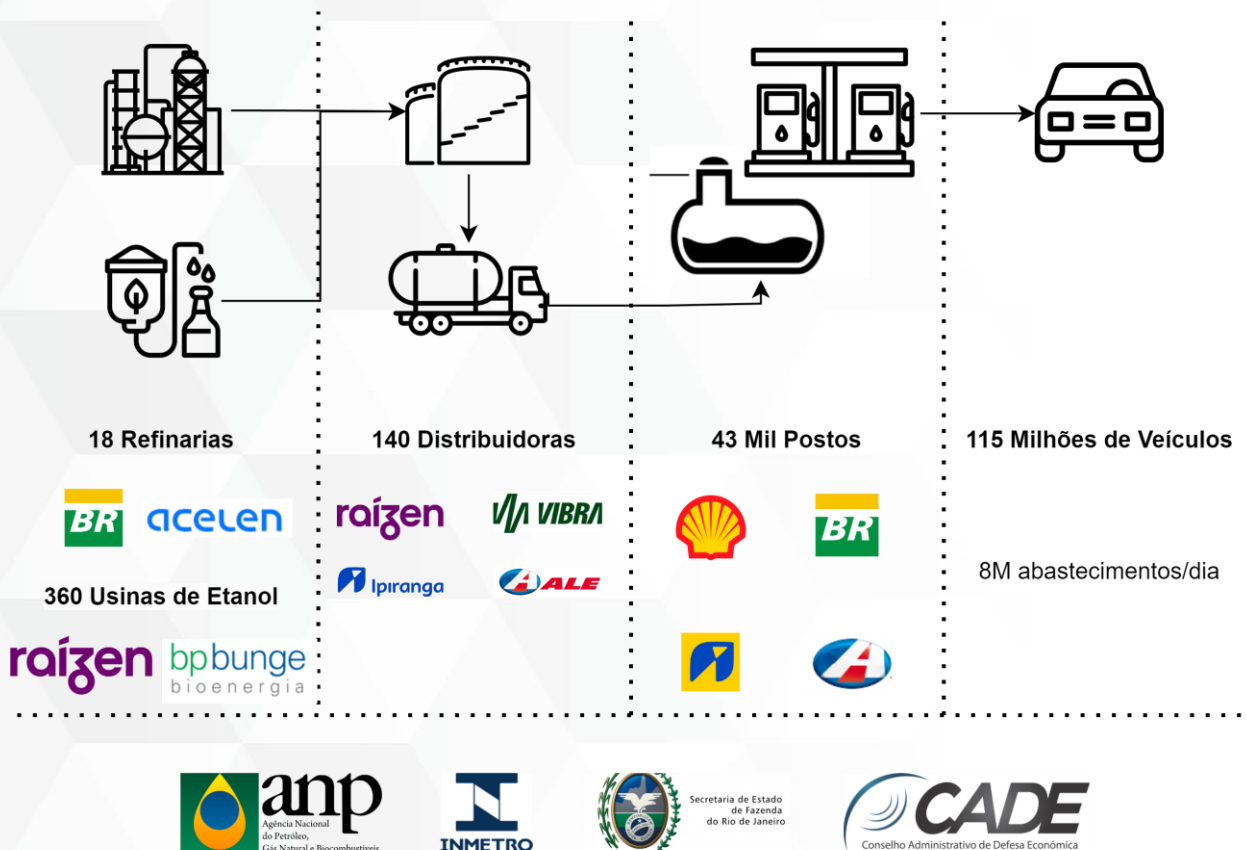 18 Refinarias
140 Distribuidoras
43 Mil Postos
115 Milhões de Veículos
BR
acelen
raízen
VIBRA
BR
Ipiranga
ALE
8M abastecimentos/dia
360 Usinas de Etanol
raízen
bpbunge
bioenergia
A
anp
Agência Nacional
do Petróleo,
Gás Natural e Biocombustíveis
INMETRO
Secretaria de Estado
de Fazenda
do Rio de Janeiro
CADE
Conselho Administrativo de Defesa Econômica